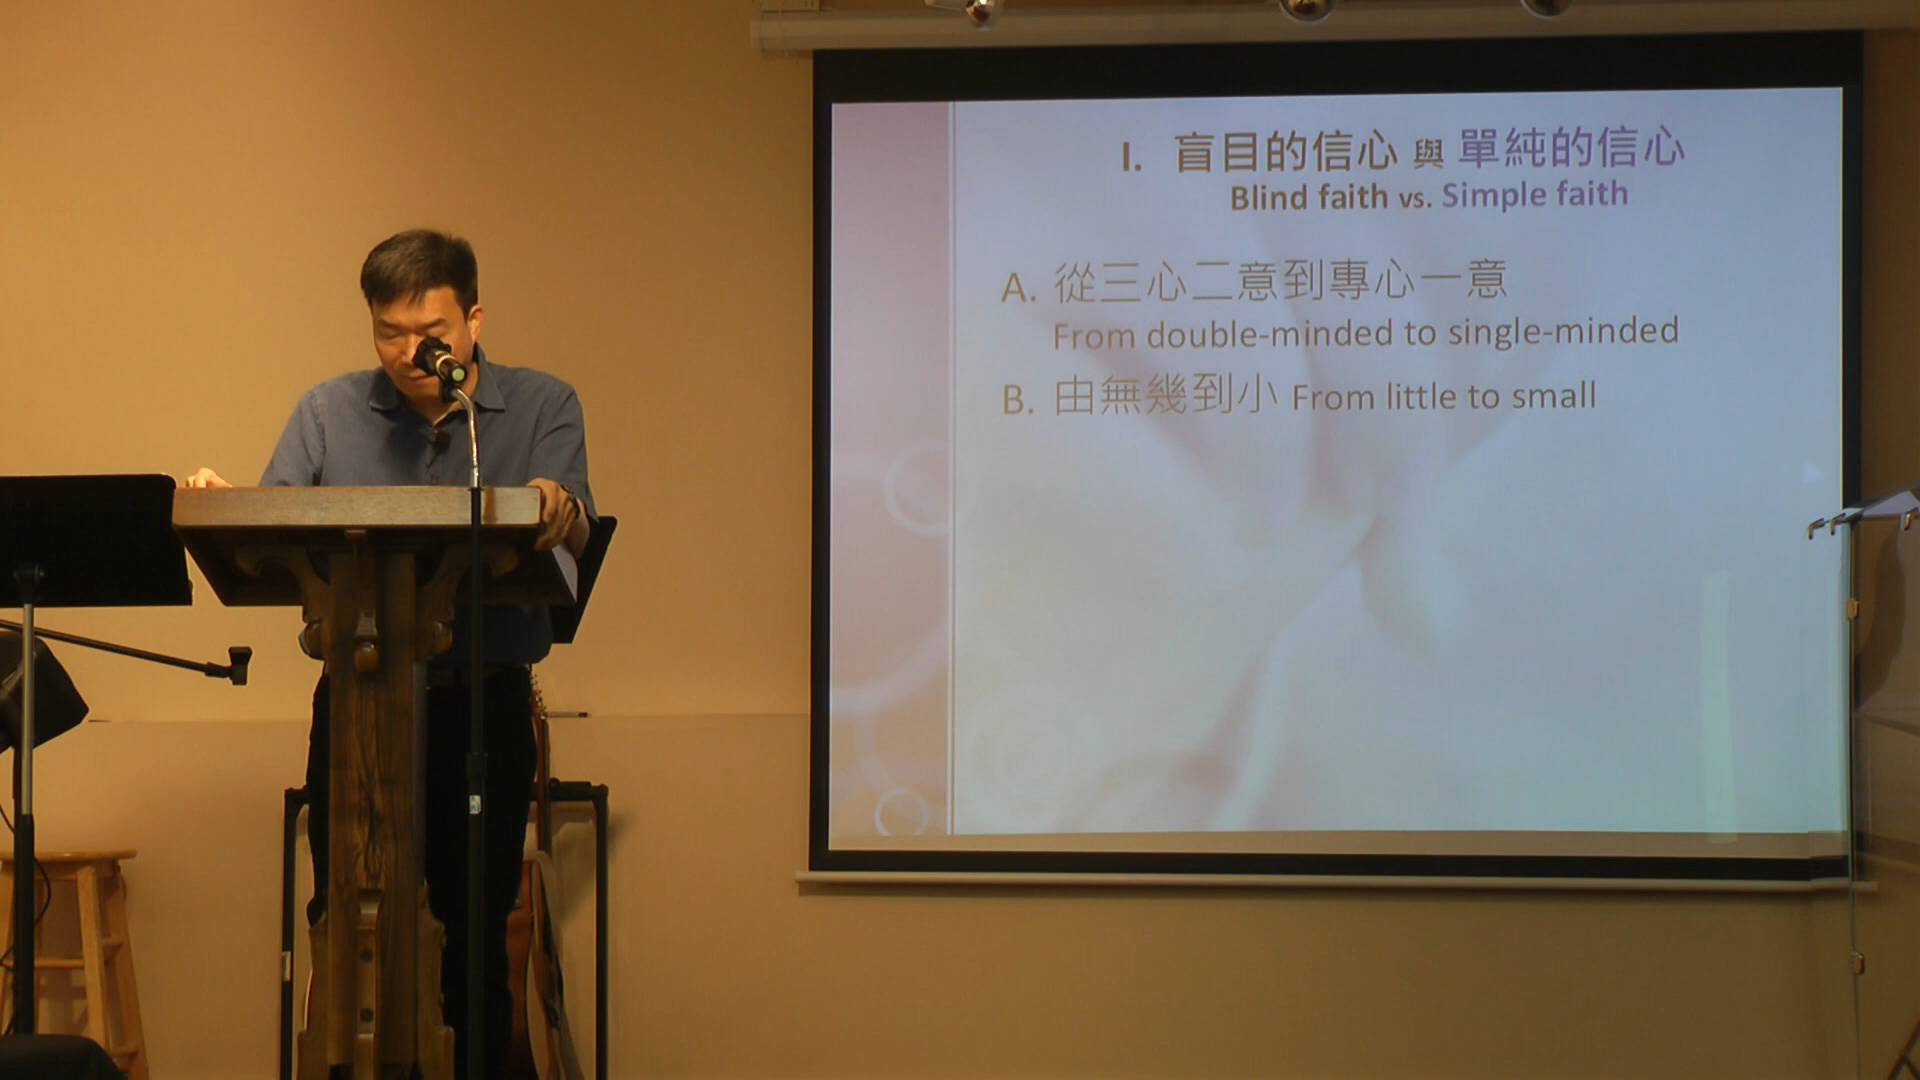 I. 盲目的信心 與 單純的信心
Blind faith vs. Simple faith
A. 從三心二意到專心一意
From double-minded to single-minded
B. 由無幾到小 From little to small